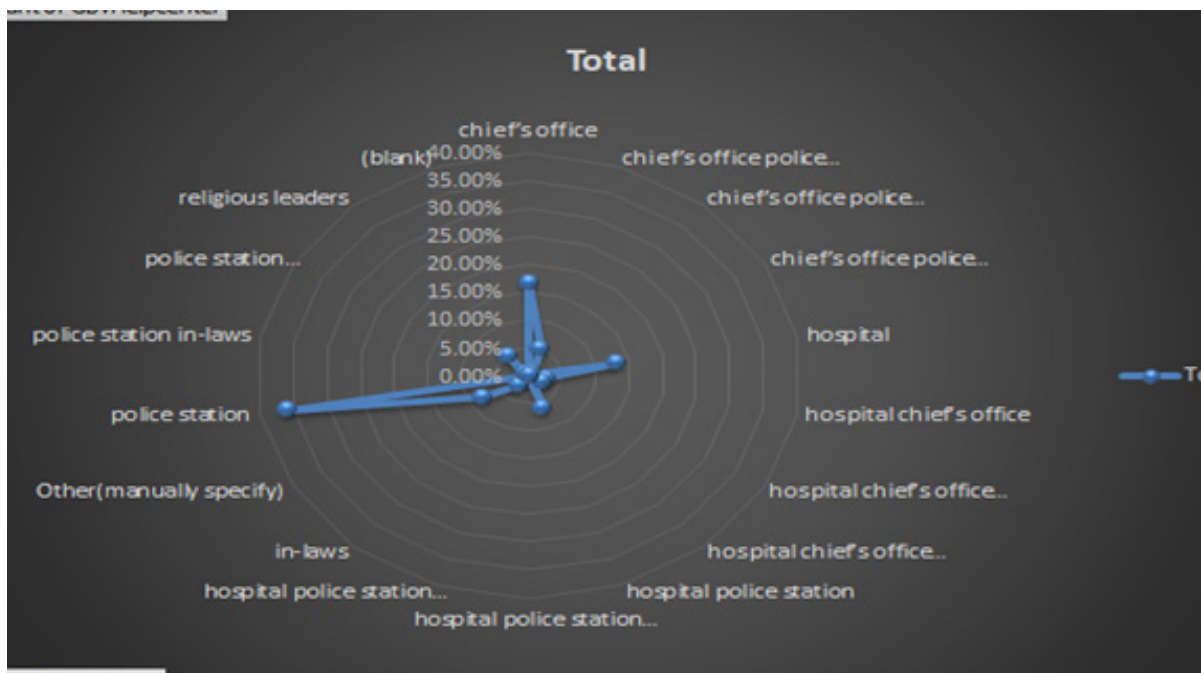 Total
chief's office
chief's office police...
chief's office police...
chief's office police...
hospital
hospital chief's office
hospital chief's office...
hospital chief's office...
hospital police station
hospital police station...
hospital police station...
in-laws
Other(manually specify)
police station
police station in-laws
police station...
religious leaders
(blank)
40.00%
35.00%
30.00%
25.00%
20.00%
15.00%
10.00%
5.00%
0.00%